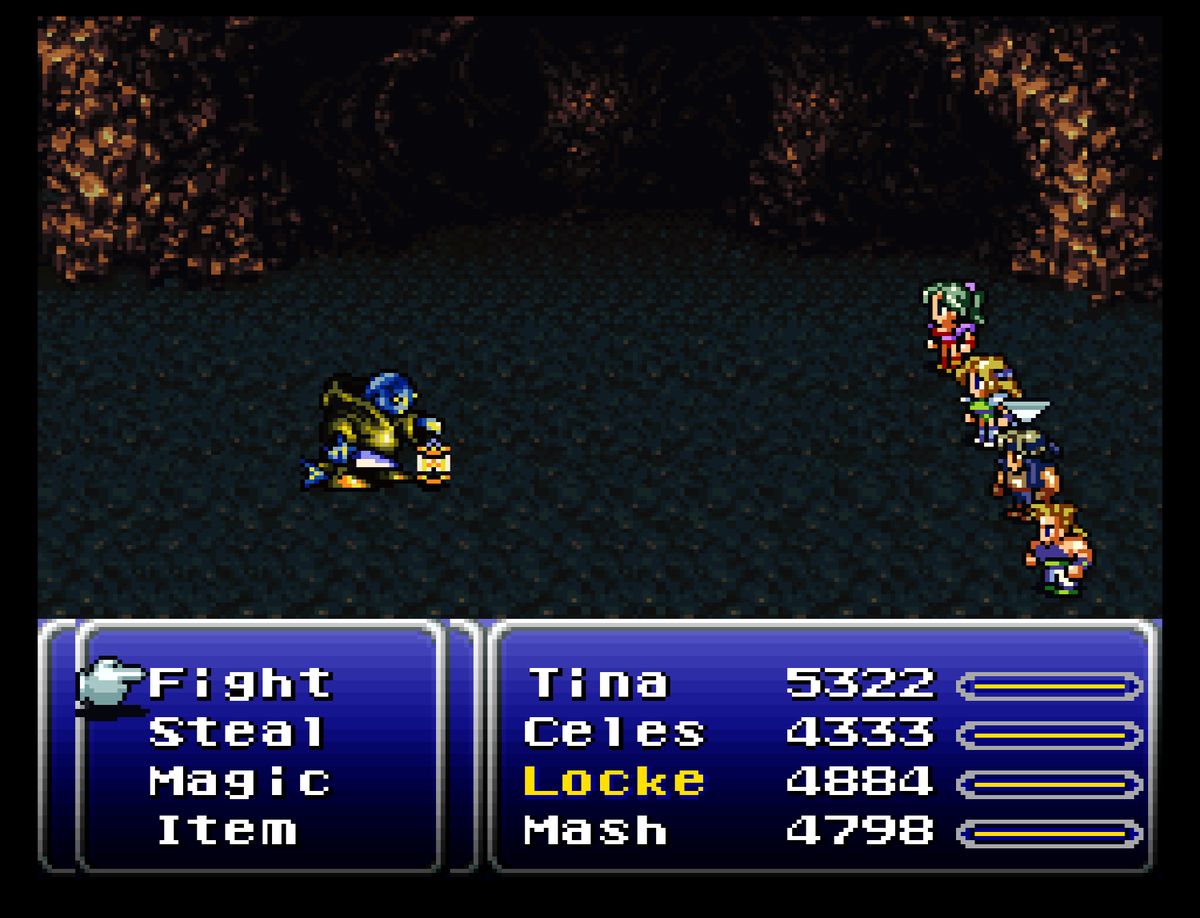 Fight
Steal
Magic
Item
Tina 5322
Celes 4333
Locke 4884
Mash 4798